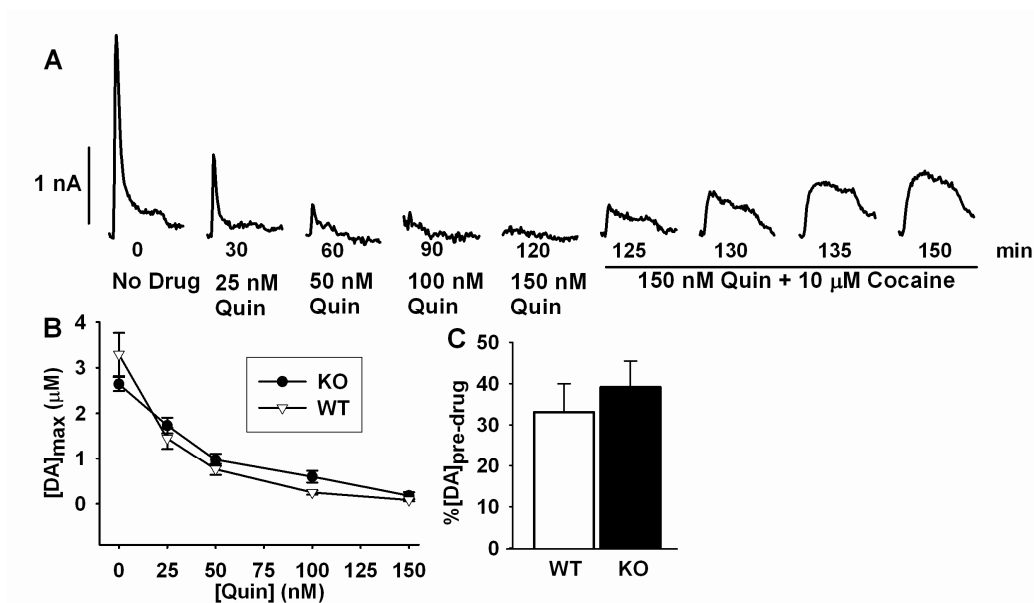 A
1 nA
0 30 60 90 120 125 130 135 150 min
No Drug 25 nM 50 nM 100 nM 150 nM 150 nM Quin + 10 μM Cocaine
Quin Quin Quin Quin
B
4
3
2
1
0
[DA]max (μM)
KO
WT
0 25 50 75 100 125 150
[Quin] (nM)
C
50
40
30
20
10
0
%[DA]pre-drug
WT KO